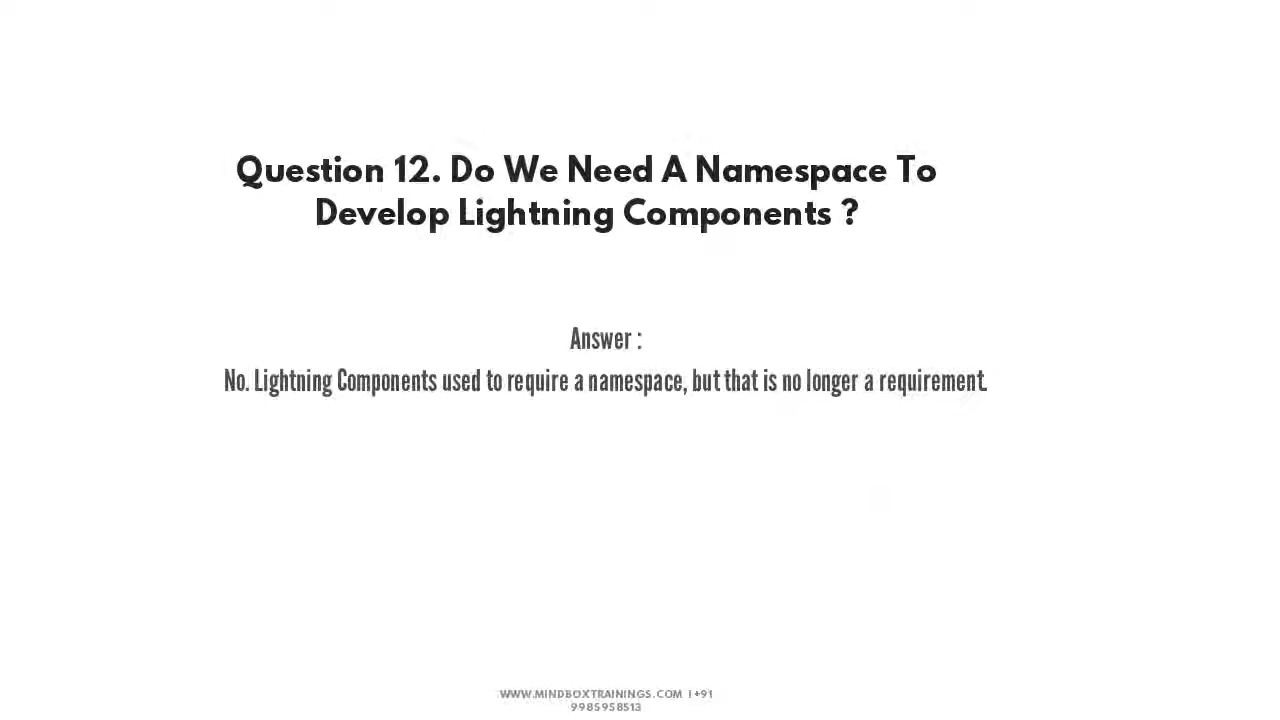 Question 12. Do We Need A Namespace To
Develop Lightning Components ?
Answer :
No. Lightning Components used to require a namespace, but that is no longer a requirement.
WWW.MINDBOXTRAININGS.COM | +91
9985958513